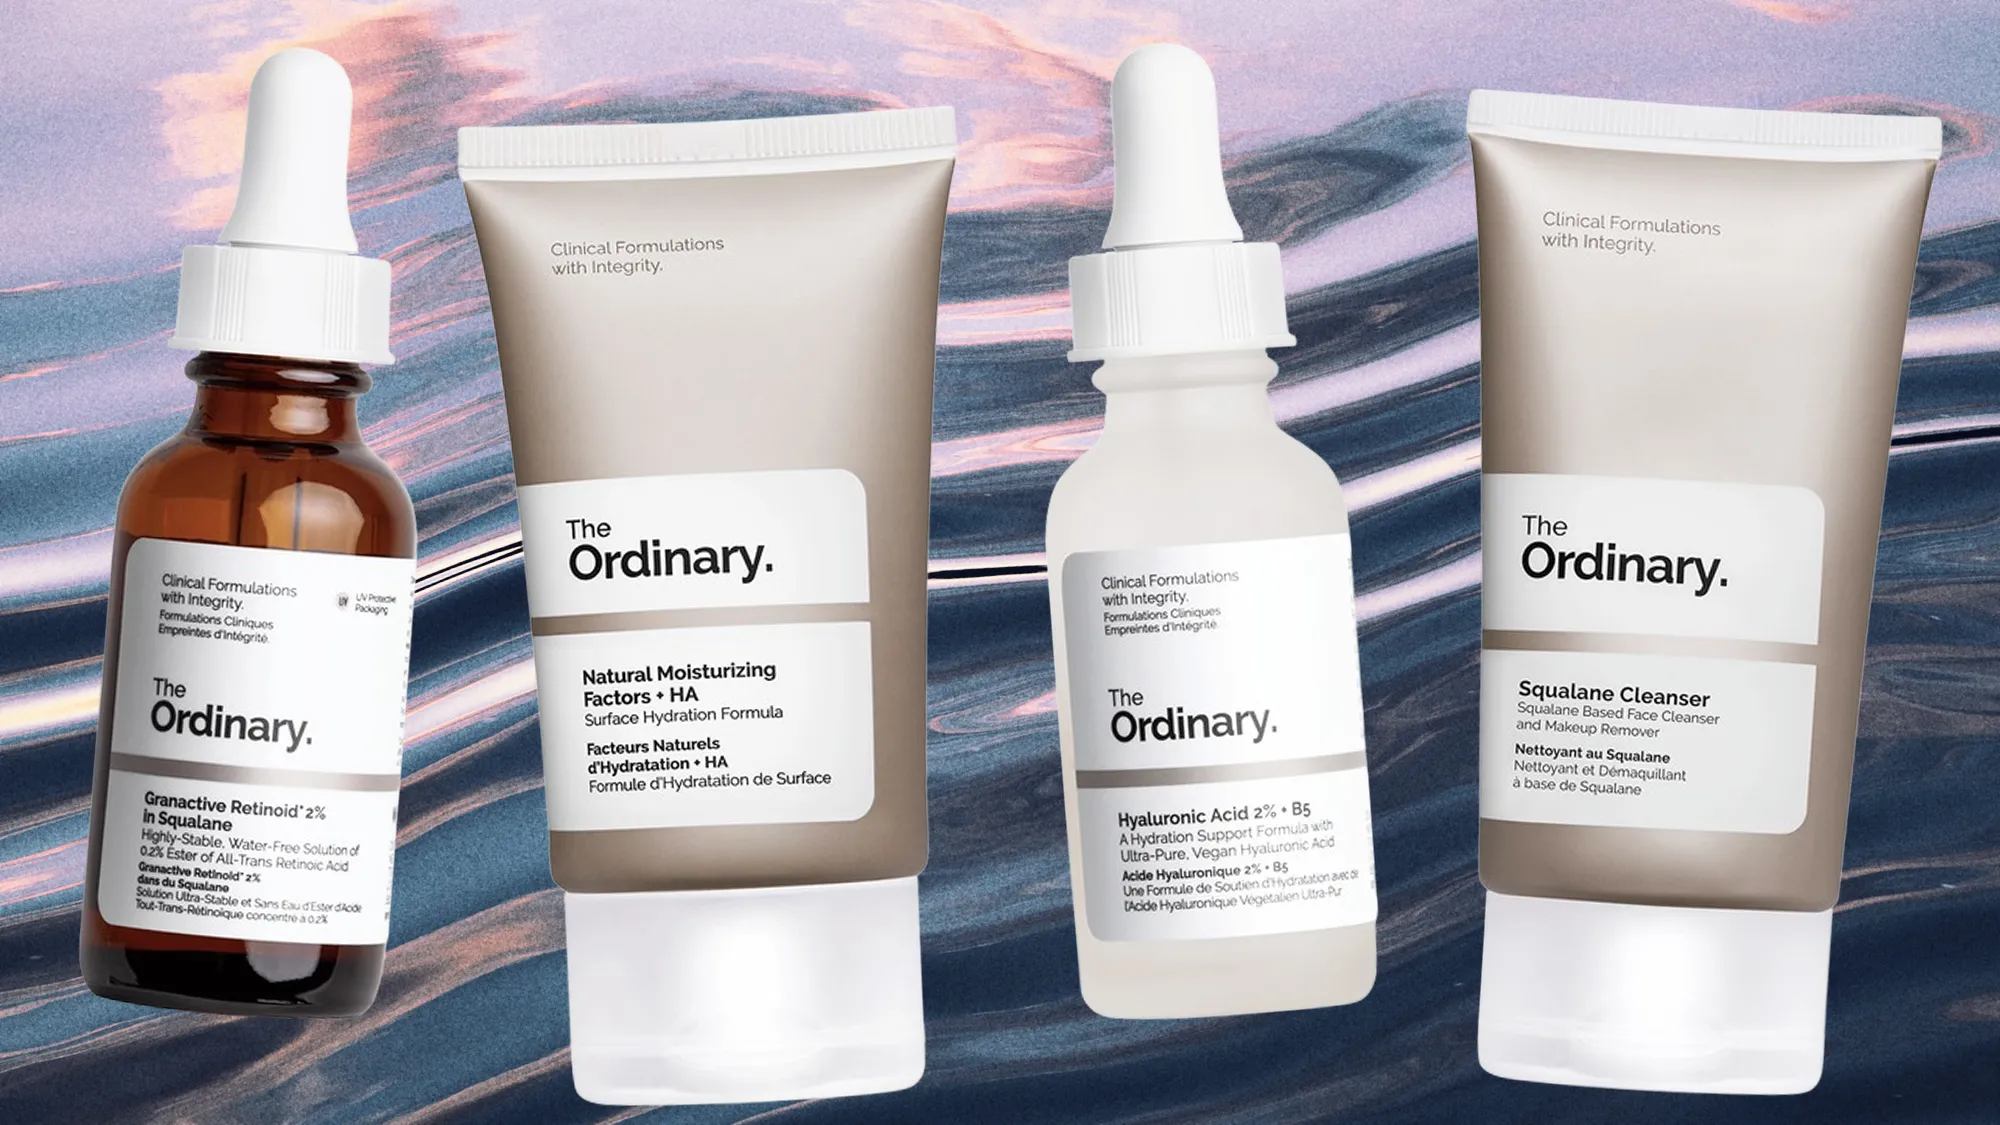 Clinical Formulations
with Integrity.
Formulations Cliniques
Empreintes d'Intégrité.
UV
UV Protective
Packaging
The
Ordinary.
Granactive Retinoid* 2%
in Squalane
Highly-Stable, Water-Free Solution of
0.2% Ester of All-Trans Retinoic Acid
Granactive Retinoid* 2%
dans du Squalane
Solution Ultra-Stable et Sans Eau d'Ester d'Acide
Tout-Trans-Rétinoïque concentré à 0.2%
Clinical Formulations
with Integrity.
The
Ordinary.
Natural Moisturizing
Factors + HA
Surface Hydration Formula
Facteurs Naturels
d'Hydratation + HA
Formule d'Hydratation de Surface
Clinical Formulations
with Integrity.
Formulations Cliniques
Empreintes d'Intégrité.
The
Ordinary.
Hyaluronic Acid 2% + B5
A Hydration Support Formula with
Ultra-Pure, Vegan Hyaluronic Acid
Acide Hyaluronique 2% + B5
Une Formule de Soutien d'Hydratation avec de
l'Acide Hyaluronique Végétalien Ultra-Pur
Clinical Formulations
with Integrity.
The
Ordinary.
Squalane Cleanser
Squalane Based Face Cleanser
and Makeup Remover
Nettoyant au Squalane
Nettoyant et Démaquillant
à base de Squalane